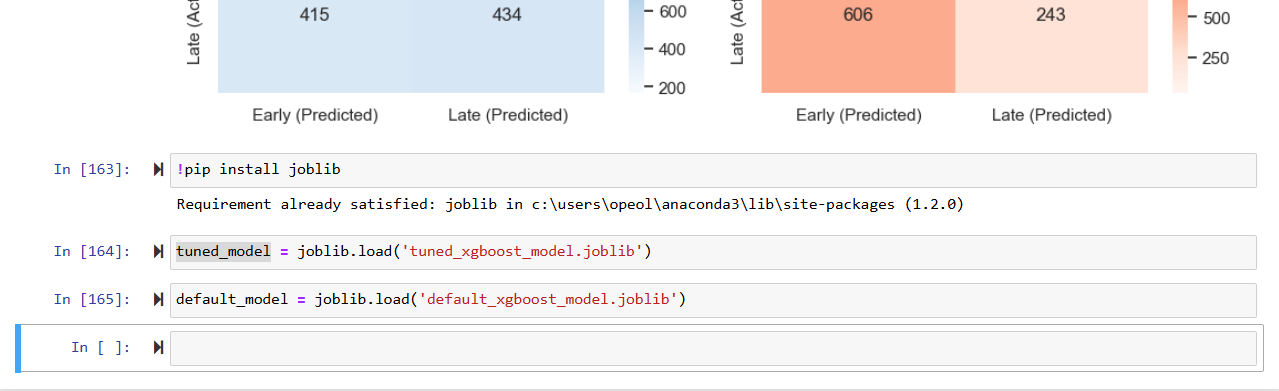 Late (Act
415
434
600
400
200
Early (Predicted)
Late (Predicted)
Late (Act
606
243
500
250
Early (Predicted)
Late (Predicted)
In [163]:
!pip install joblib
Requirement already satisfied: joblib in c:\users\opeol\anaconda3\lib\site-packages (1.2.0)
In [164]:
tuned_model = joblib.load('tuned_xgboost_model.joblib')
In [165]:
default_model = joblib.load('default_xgboost_model.joblib')
In [ ]: